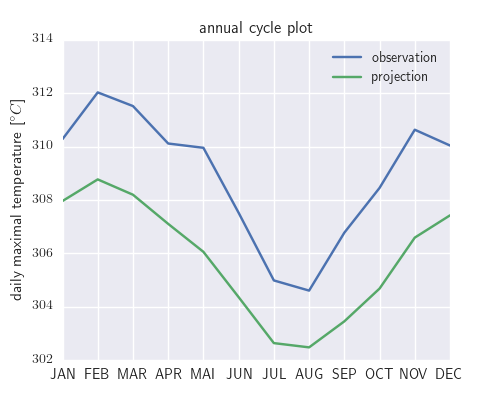 annual cycle plot
314
312
310
308
306
304
302
daily maximal temperature [°C]
observation
projection
JAN FEB MAR APR MAI JUN JUL AUG SEP OCT NOV DEC